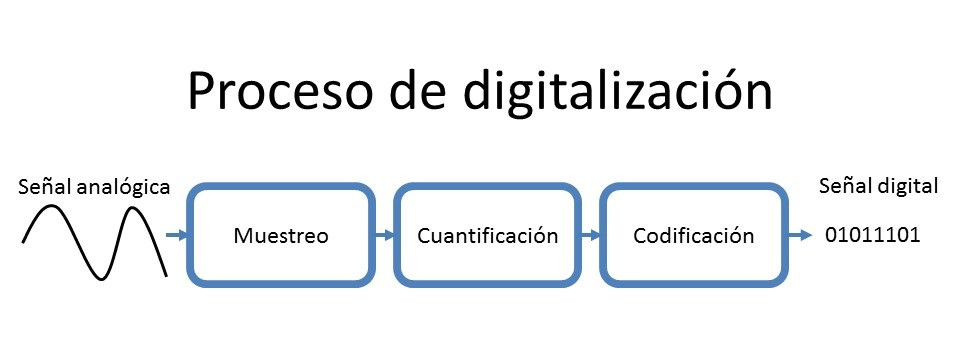 Proceso de digitalización
Señal analógica
Muestreo
Cuantificación
Codificación
Señal digital
01011101